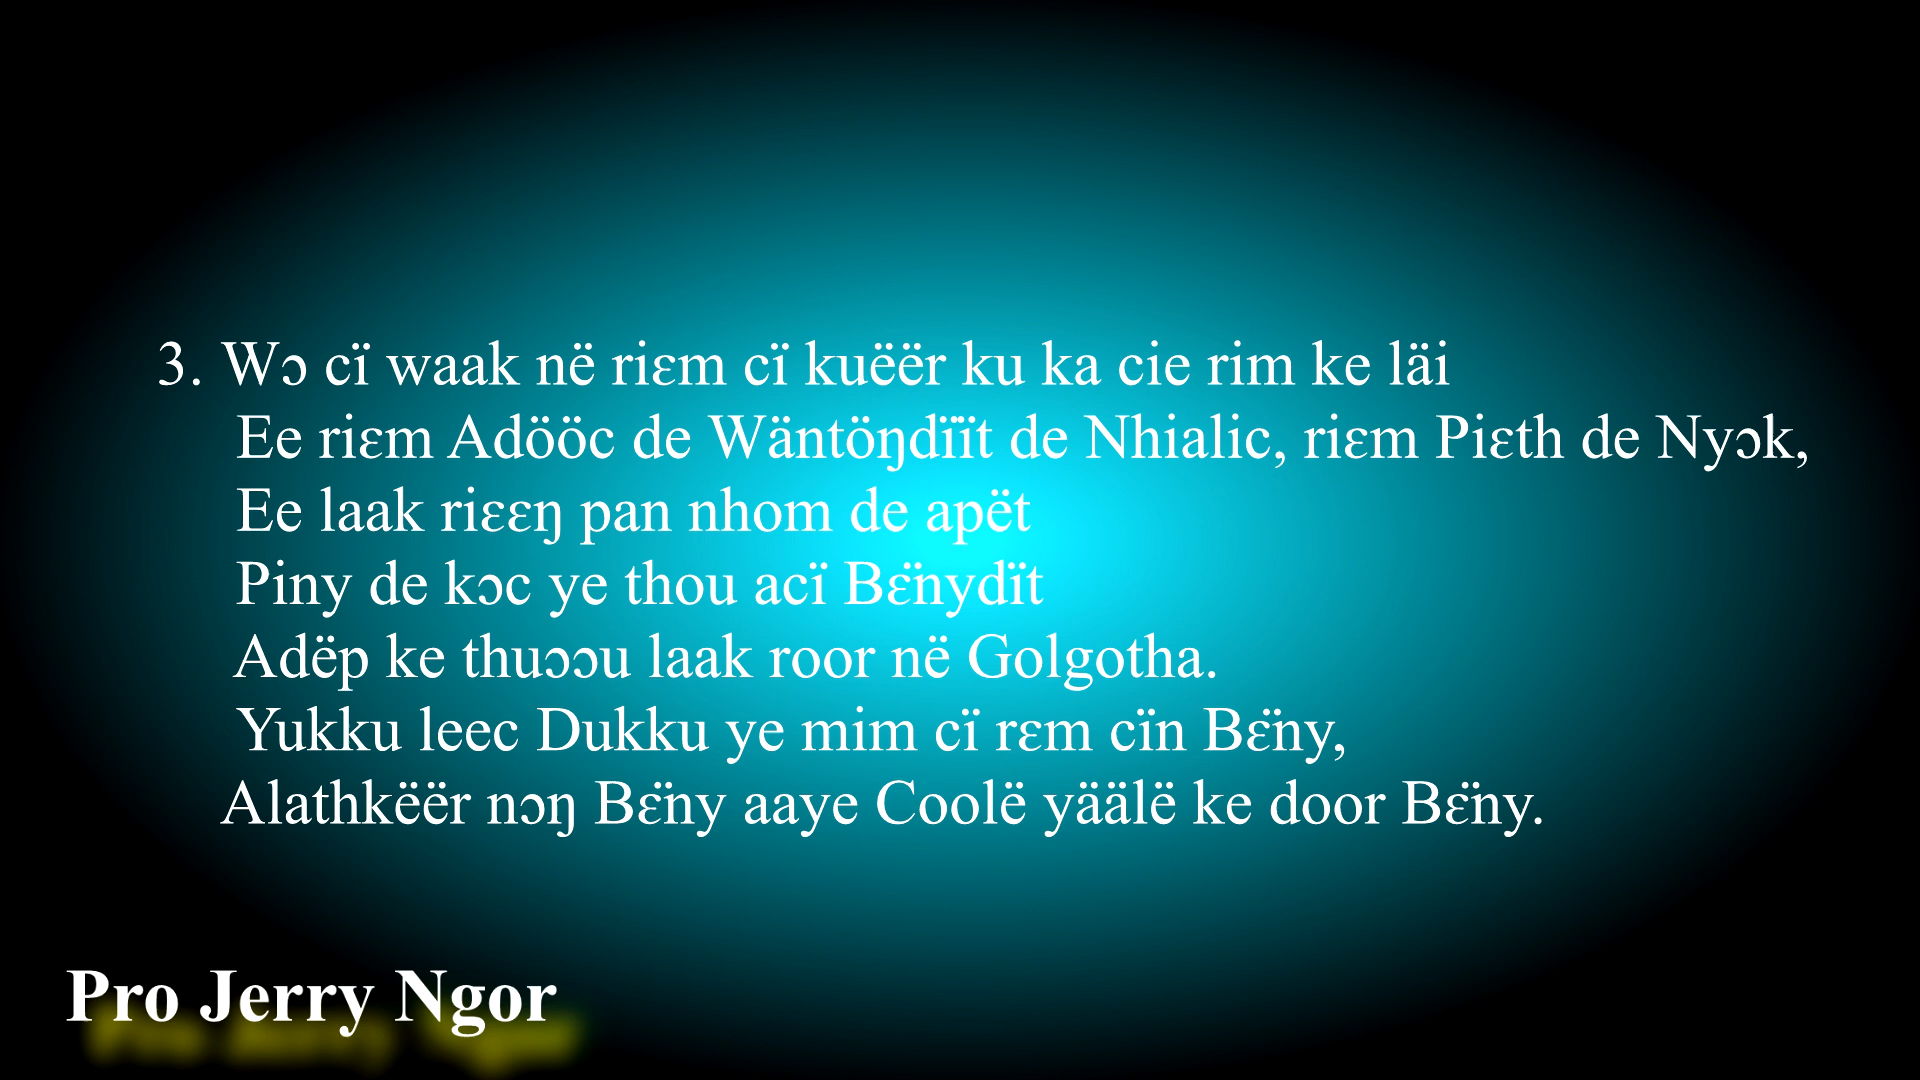 3. Wɔ cï waak në riɛm cï kuëër ku ka cie rim ke läi
Ee riɛm Adööc de Wäntöŋdïït de Nhialic, riɛm Piɛth de Nyɔk,
Ee laak riɛɛŋ pan nhom de apët
Piny de kɔc ye thou acï Bɛ̈nydït
Adëp ke thuɔɔu laak roor në Golgotha.
Yukku leec Dukku ye mim cï rɛm cïn Bɛ̈ny,
Alathkëër nɔŋ Bɛ̈ny aaye Coolë yäälë ke door Bɛ̈ny.
Pro Jerry Ngor